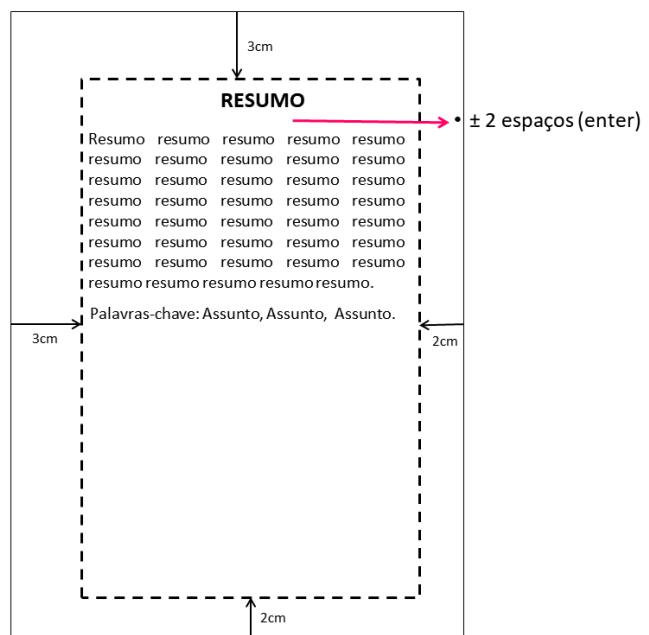 3cm
RESUMO
• ± 2 espaços (enter)
Resumo resumo resumo resumo resumo
resumo resumo resumo resumo resumo
resumo resumo resumo resumo resumo
resumo resumo resumo resumo resumo
resumo resumo resumo resumo resumo
resumo resumo resumo resumo resumo
resumo resumo resumo resumo resumo
resumo resumo resumo resumo resumo.
Palavras-chave: Assunto, Assunto, Assunto.
3cm
2cm
2cm